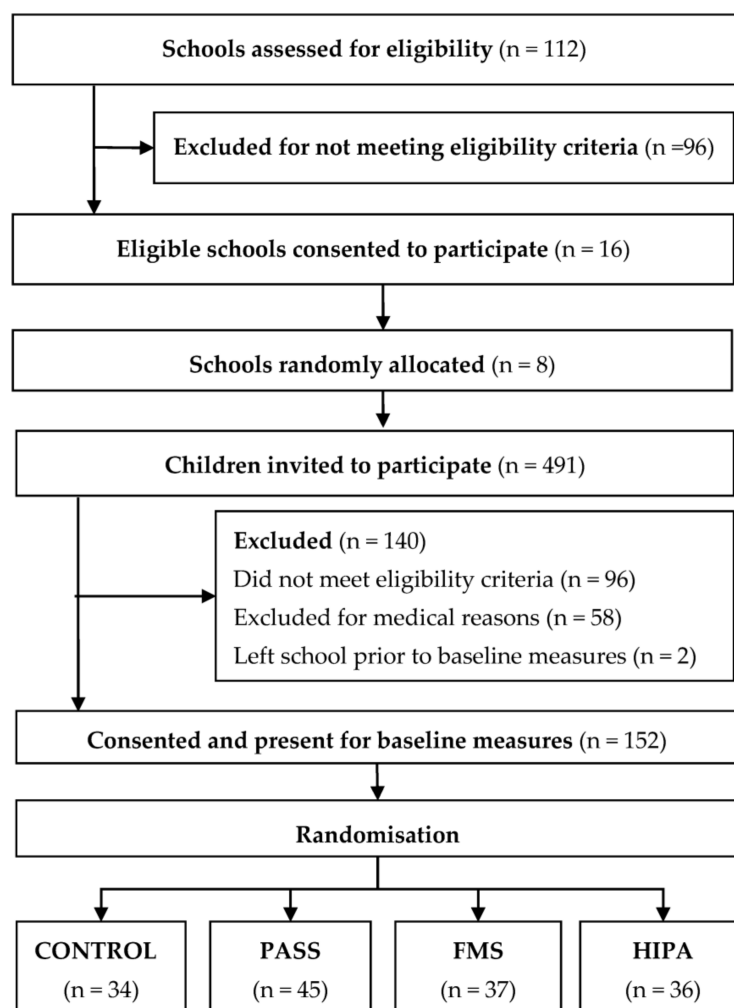 Schools assessed for eligibility (n = 112)
Excluded for not meeting eligibility criteria (n =96)
Eligible schools consented to participate (n = 16)
Schools randomly allocated (n = 8)
Children invited to participate (n = 491)
Excluded (n = 140)
Did not meet eligibility criteria (n = 96)
Excluded for medical reasons (n = 58)
Left school prior to baseline measures (n = 2)
Consented and present for baseline measures (n = 152)
Randomisation
CONTROL
(n = 34)
PASS
(n = 45)
FMS
(n = 37)
HIPA
(n = 36)